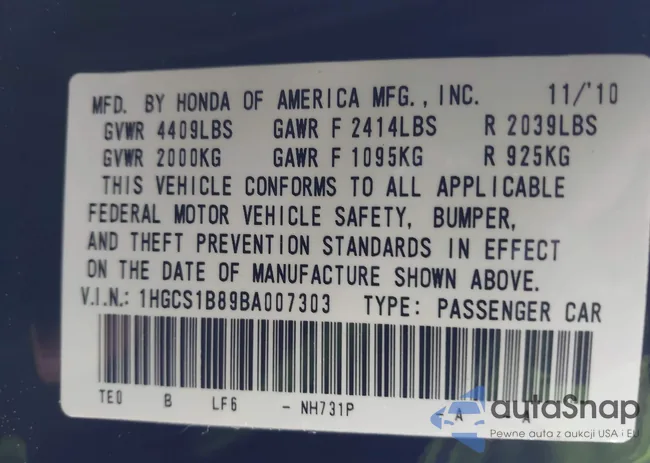 MFD. BY HONDA OF AMERICA MFG., INC. 11/'10
GVWR 4409LBS GAWR F 2414LBS R 2039LBS
GVWR 2000KG GAWR F 1095KG R 925KG
THIS VEHICLE CONFORMS TO ALL APPLICABLE
FEDERAL MOTOR VEHICLE SAFETY, BUMPER,
AND THEFT PREVENTION STANDARDS IN EFFECT
ON THE DATE OF MANUFACTURE SHOWN ABOVE.
V.I.N.: 1HGCS1B89BA007303 TYPE: PASSENGER CAR
TE0 B LF6 - NH731P -A A
autaSnap
Pewne auta z aukcji USA i EU